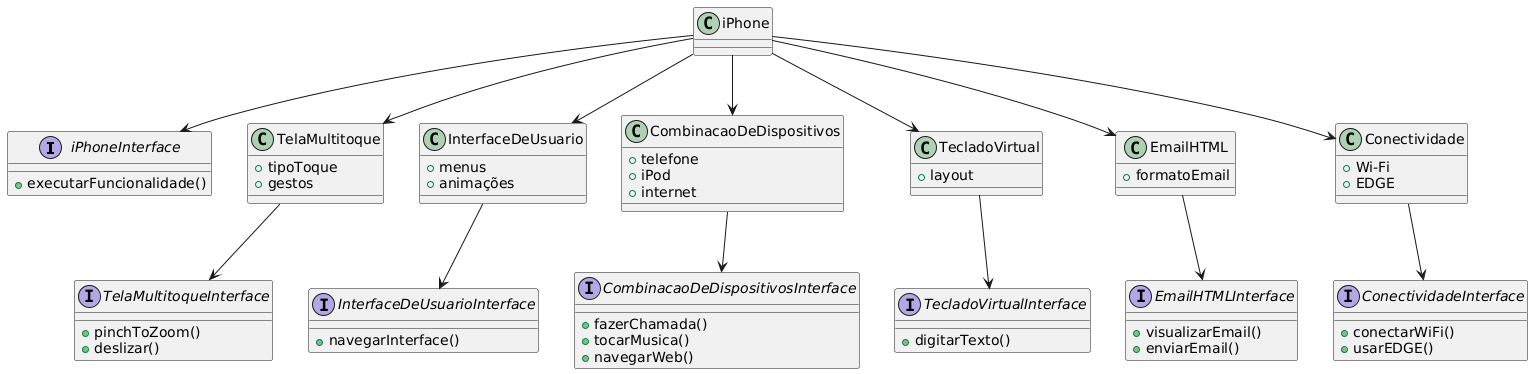 C iPhone
I iPhoneInterface
executarFuncionalidade()
C TelaMultitoque
tipoToque
gestos
C InterfaceDeUsuario
menus
animações
C CombinacaoDeDispositivos
telefone
iPod
internet
C TecladoVirtual
layout
C EmailHTML
formatoEmail
C Conectividade
Wi-Fi
EDGE
I TelaMultitoqueInterface
pinchToZoom()
deslizar()
I InterfaceDeUsuarioInterface
navegarInterface()
I CombinacaoDeDispositivosInterface
fazerChamada()
tocarMusica()
navegarWeb()
I TecladoVirtualInterface
digitarTexto()
I EmailHTMLInterface
visualizarEmail()
enviarEmail()
I ConectividadeInterface
conectarWiFi()
usarEDGE()